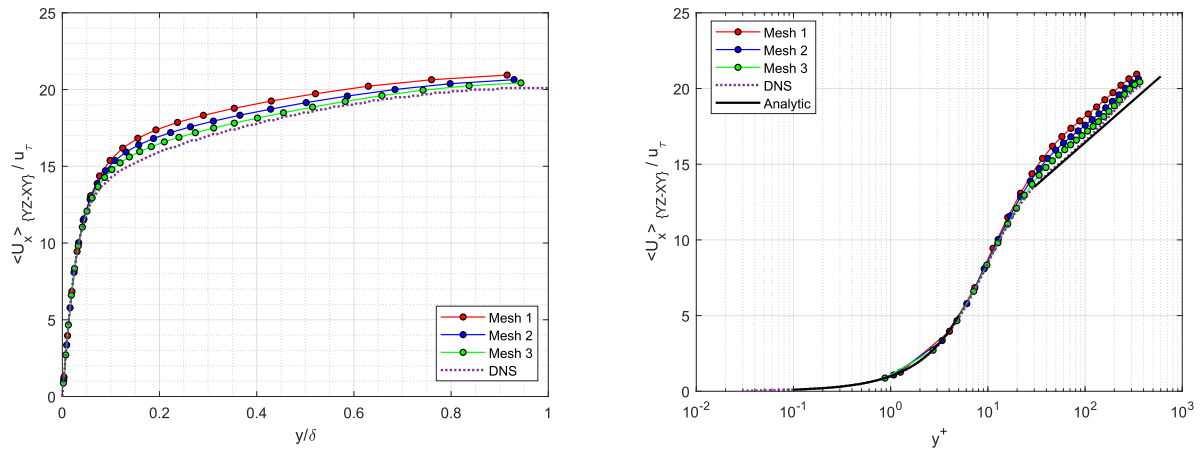 25
20
15
10
5
0
<U_x>_{YZ-XY} / u_τ
0
0.2
0.4
0.6
0.8
1
y/δ
Mesh 1
Mesh 2
Mesh 3
DNS
25
20
15
10
5
0
<U_x>_{YZ-XY} / u_τ
10^-2
10^-1
10^0
10^1
10^2
10^3
y^+
Mesh 1
Mesh 2
Mesh 3
DNS
Analytic